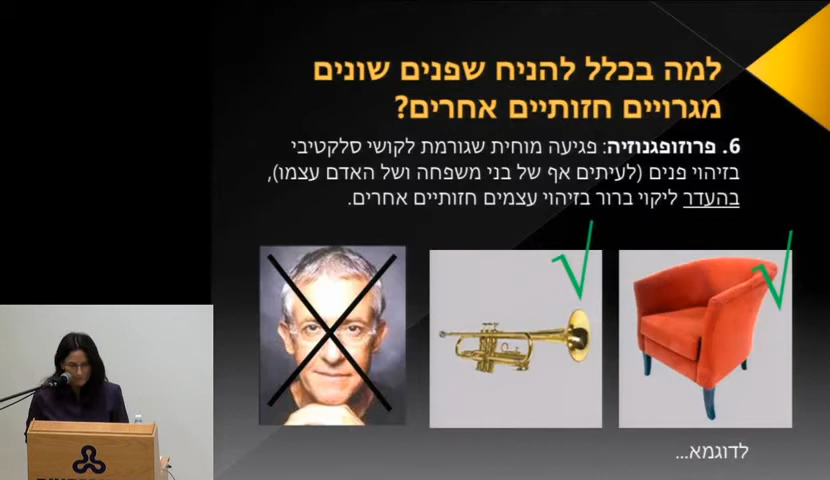 למה בכלל להניח שפנים שונים
מגרויים חזותיים אחרים?
6. פרוזופגנוזיה: פגיעה מוחית שגורמת לקושי סלקטיבי
בזיהוי פנים (לעיתים אף של בני משפחה ושל האדם עצמו),
בהעדר ליקוי ברור בזיהוי עצמים חזותיים אחרים.
לדוגמא...